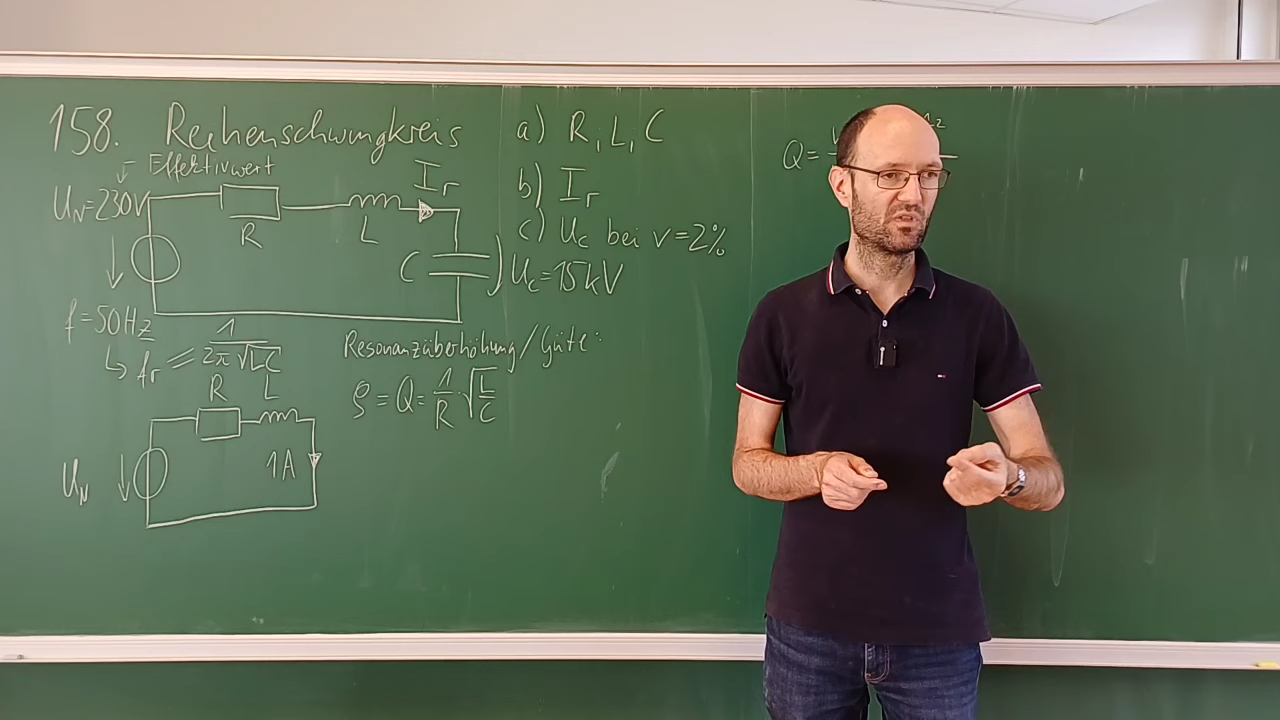 158. Reihenschwingkreis
Effektivwert
U_N=230V
R
L
I_r
C
U_C=15kV
f=50Hz
↳ f_r = 1/(2π√LC)
R L
U_N
1A
a) R, L, C
b) I_r
c) U_C bei v=2%
Resonanzüberhöhung/Güte:
ρ = Q = 1/R · √(L/C)
Q=